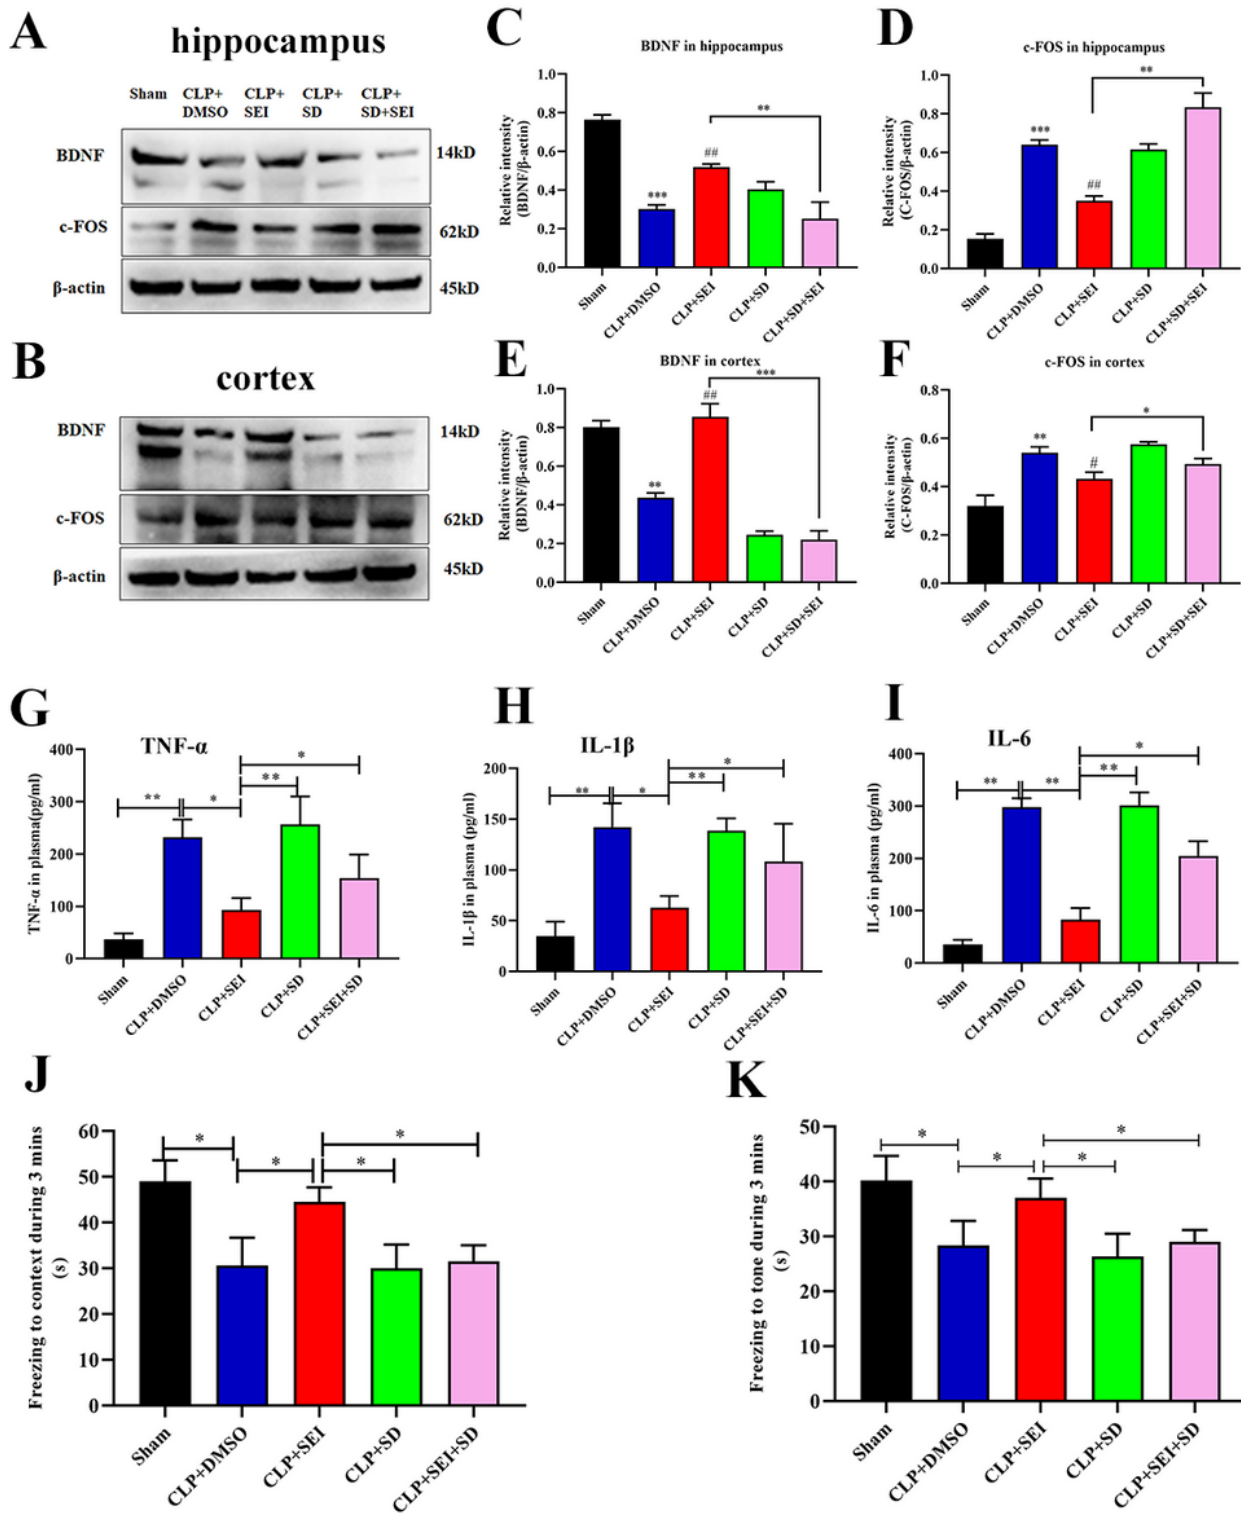 A
hippocampus
Sham CLP+ CLP+ CLP+ CLP+
DMSO SEI SD SD+SEI
BDNF 14kD
c-FOS 62kD
β-actin 45kD
B
cortex
BDNF 14kD
c-FOS 62kD
β-actin 45kD
C
BDNF in hippocampus
Relative intensity
(BDNF/β-actin)
1.0
0.8
0.6
0.4
0.2
0.0
***
##
**
Sham CLP+DMSO CLP+SEI CLP+SD CLP+SD+SEI
D
c-FOS in hippocampus
Relative intensity
(C-FOS/β-actin)
1.0
0.8
0.6
0.4
0.2
0.0
***
##
**
Sham CLP+DMSO CLP+SEI CLP+SD CLP+SD+SEI
E
BDNF in cortex
Relative intensity
(BDNF/β-actin)
1.0
0.8
0.6
0.4
0.2
0.0
**
##
***
Sham CLP+DMSO CLP+SEI CLP+SD CLP+SD+SEI
F
c-FOS in cortex
Relative intensity
(C-FOS/β-actin)
0.8
0.6
0.4
0.2
0.0
**
#
*
Sham CLP+DMSO CLP+SEI CLP+SD CLP+SD+SEI
G
TNF-α
TNF-α in plasma(pg/ml)
400
300
200
100
0
** * ** *
Sham CLP+DMSO CLP+SEI CLP+SD CLP+SEI+SD
H
IL-1β
IL-1β in plasma (pg/ml)
200
150
100
50
0
** * ** *
Sham CLP+DMSO CLP+SEI CLP+SD CLP+SEI+SD
I
IL-6
IL-6 in plasma (pg/ml)
400
300
200
100
0
** ** ** *
Sham CLP+DMSO CLP+SEI CLP+SD CLP+SEI+SD
J
Freezing to context during 3 mins
(s)
60
50
40
30
20
10
0
* * * *
Sham CLP+DMSO CLP+SEI CLP+SD CLP+SEI+SD
K
Freezing to tone during 3 mins
(s)
50
40
30
20
10
0
* * * *
Sham CLP+DMSO CLP+SEI CLP+SD CLP+SEI+SD